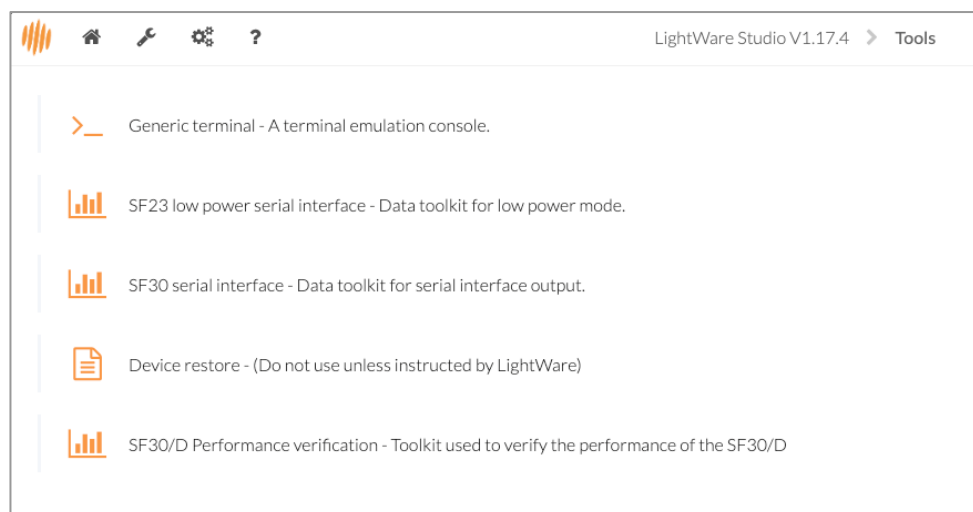 ?
LightWare Studio V1.17.4 > Tools
Generic terminal - A terminal emulation console.
SF23 low power serial interface - Data toolkit for low power mode.
SF30 serial interface - Data toolkit for serial interface output.
Device restore - (Do not use unless instructed by LightWare)
SF30/D Performance verification - Toolkit used to verify the performance of the SF30/D